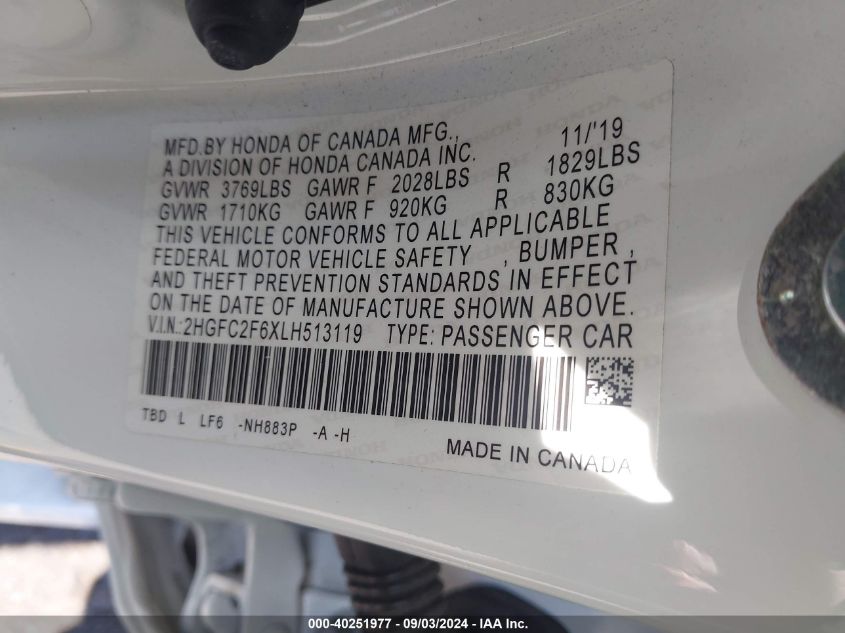 MFD.BY HONDA OF CANADA MFG., 11/'19
A DIVISION OF HONDA CANADA INC.
GVWR 3769LBS GAWR F 2028LBS R 1829LBS
GVWR 1710KG GAWR F 920KG R 830KG
THIS VEHICLE CONFORMS TO ALL APPLICABLE
FEDERAL MOTOR VEHICLE SAFETY , BUMPER ,
AND THEFT PREVENTION STANDARDS IN EFFECT
ON THE DATE OF MANUFACTURE SHOWN ABOVE.
V.I.N.:2HGFC2F6XLH513119 TYPE: PASSENGER CAR
TBD L LF6 -NH883P -A -H
MADE IN CANADA
000-40251977 - 09/03/2024 - IAA Inc.